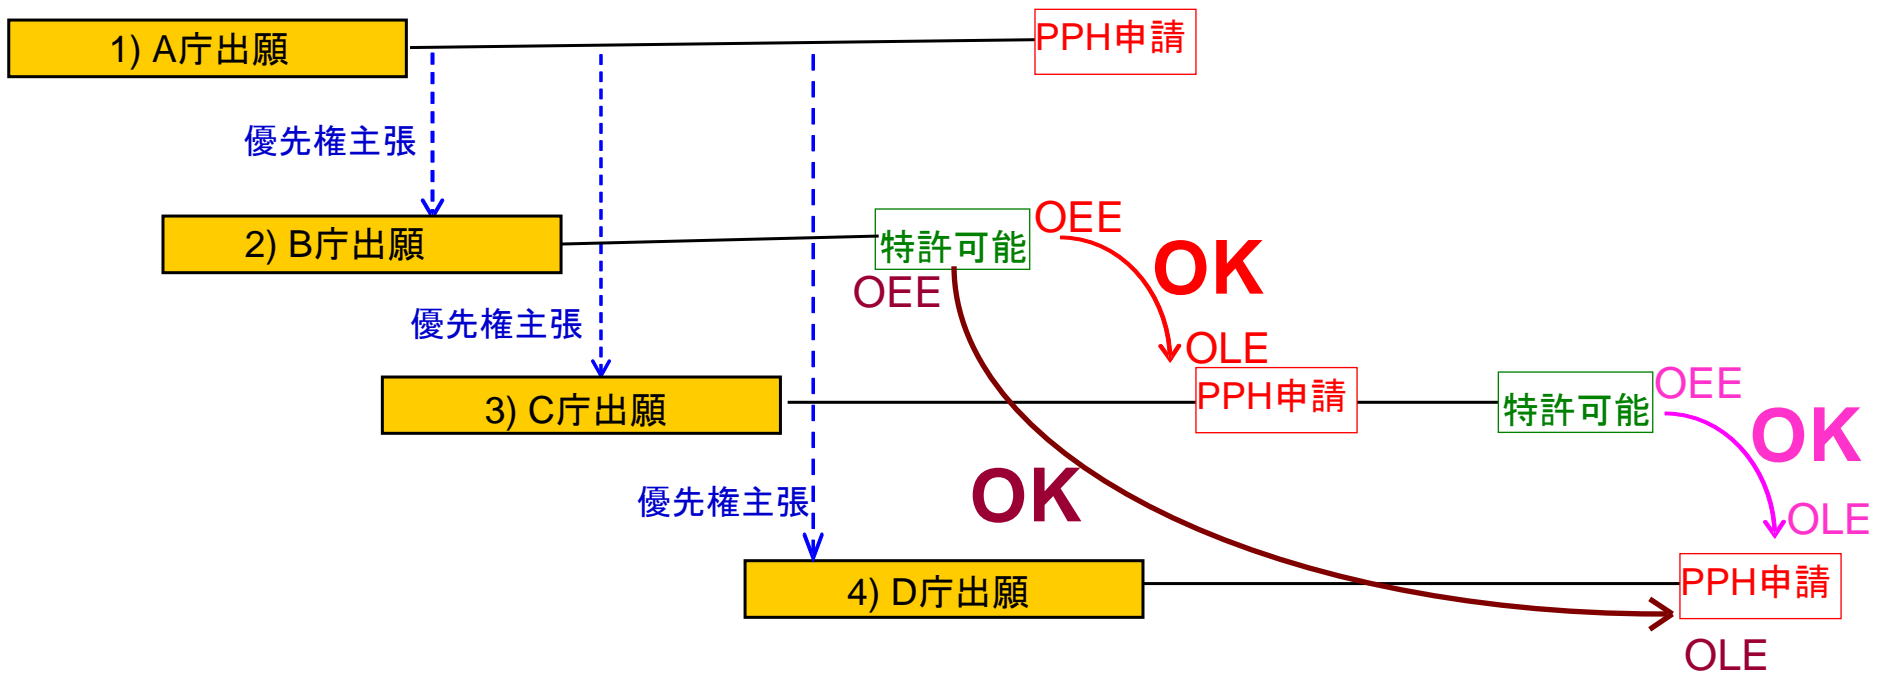 1) A庁出願
PPH申請
優先権主張
2) B庁出願
特許可能
OEE
OK
OEE
優先権主張
OLE
3) C庁出願
PPH申請
特許可能
OEE
OK
優先権主張
OK
OLE
4) D庁出願
PPH申請
OLE